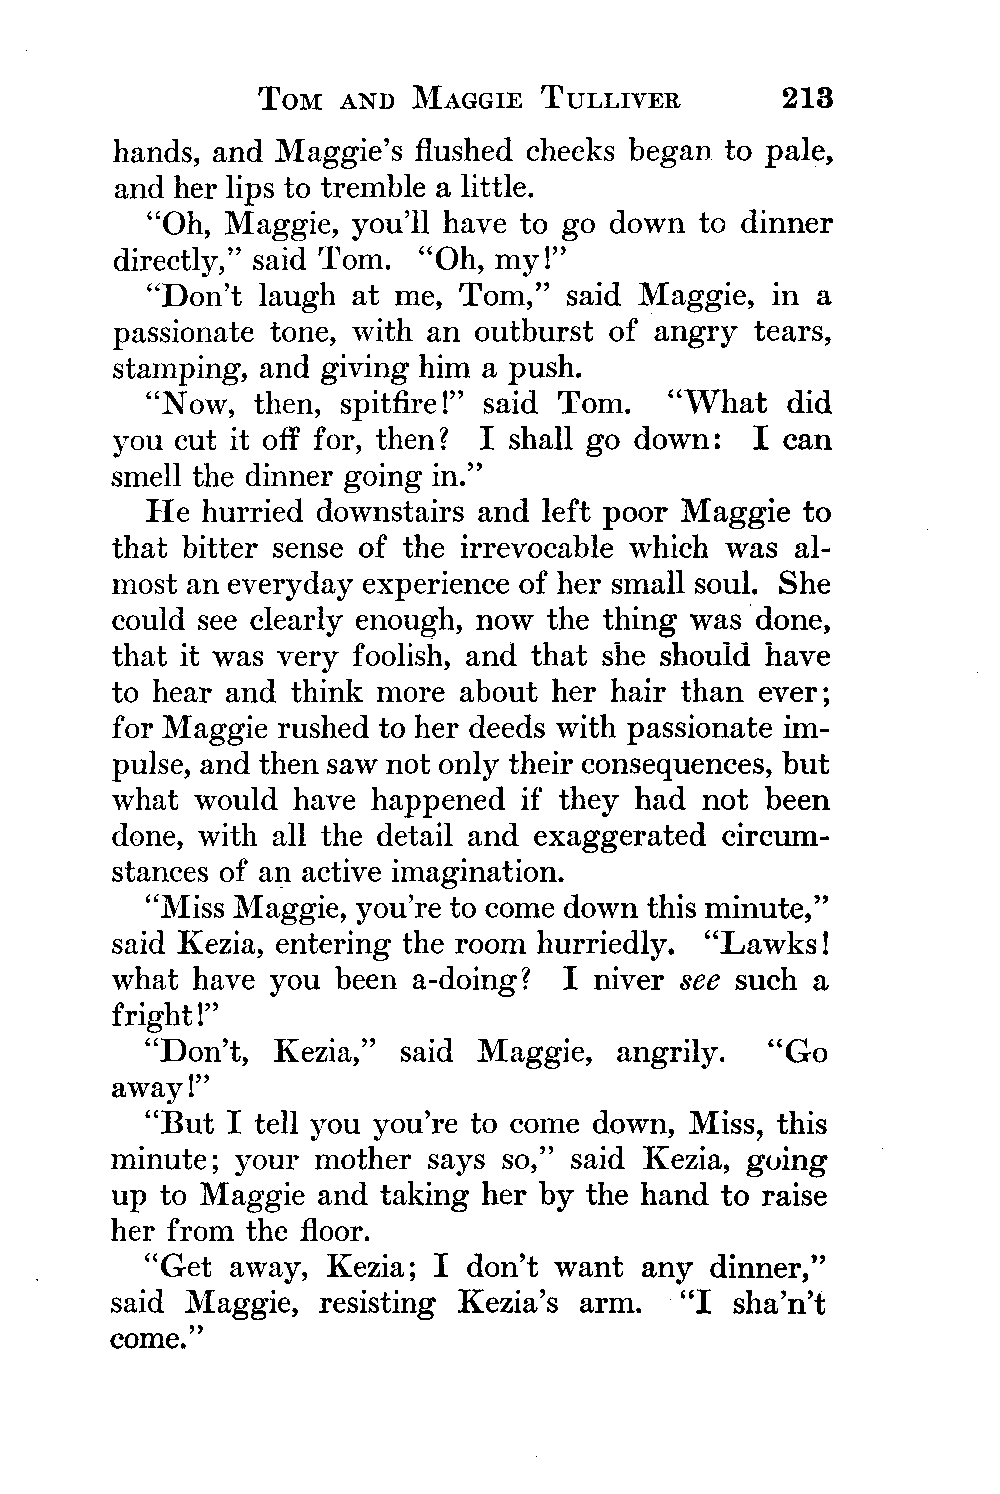 TOM AND MAGGIE TULLIVER 213
hands, and Maggie's flushed cheeks began to pale,
and her lips to tremble a little.
“Oh, Maggie, you'll have to go down to dinner
directly,” said Tom. “Oh, my!”
“Don't laugh at me, Tom,” said Maggie, in a
passionate tone, with an outburst of angry tears,
stamping, and giving him a push.
“Now, then, spitfire!” said Tom. “What did
you cut it off for, then? I shall go down: I can
smell the dinner going in.”
He hurried downstairs and left poor Maggie to
that bitter sense of the irrevocable which was al-
most an everyday experience of her small soul. She
could see clearly enough, now the thing was done,
that it was very foolish, and that she should have
to hear and think more about her hair than ever;
for Maggie rushed to her deeds with passionate im-
pulse, and then saw not only their consequences, but
what would have happened if they had not been
done, with all the detail and exaggerated circum-
stances of an active imagination.
“Miss Maggie, you're to come down this minute,”
said Kezia, entering the room hurriedly. “Lawks!
what have you been a-doing? I niver see such a
fright!”
“Don't, Kezia,” said Maggie, angrily. “Go
away!”
“But I tell you you're to come down, Miss, this
minute; your mother says so,” said Kezia, going
up to Maggie and taking her by the hand to raise
her from the floor.
“Get away, Kezia; I don't want any dinner,”
said Maggie, resisting Kezia's arm. “I sha'n't
come.”